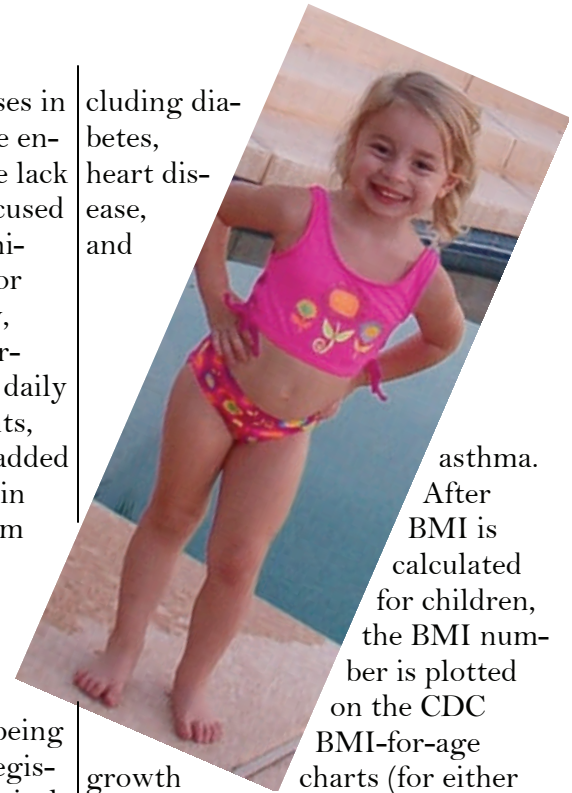 ses in
e en-
e lack
cused
ni-
or
,
r-
daily
ts,
added
in
m
being
egis-
cluding dia-
betes,
heart dis-
ease,
and
growth
asthma.
After
BMI is
calculated
for children,
the BMI num-
ber is plotted
on the CDC
BMI-for-age
charts (for either